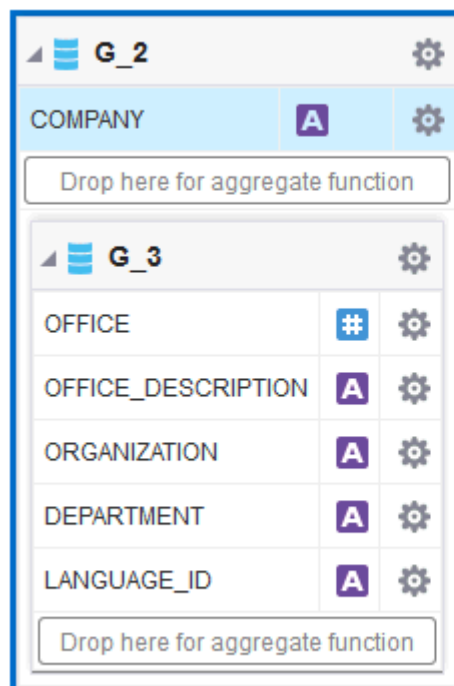 G_2
COMPANY A
Drop here for aggregate function
G_3
OFFICE #
OFFICE_DESCRIPTION A
ORGANIZATION A
DEPARTMENT A
LANGUAGE_ID A
Drop here for aggregate function